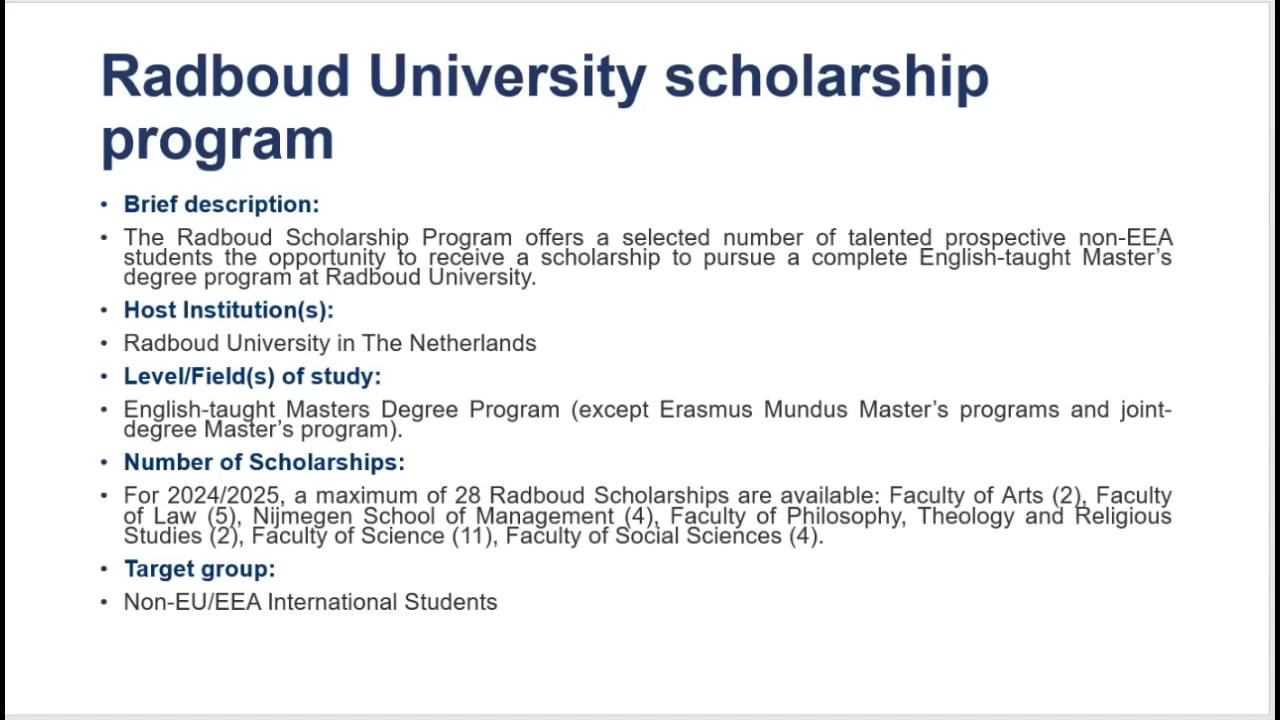 Radboud University scholarship
program
• Brief description:
• The Radboud Scholarship Program offers a selected number of talented prospective non-EEA
students the opportunity to receive a scholarship to pursue a complete English-taught Master's
degree program at Radboud University.
• Host Institution(s):
• Radboud University in The Netherlands
• Level/Field(s) of study:
• English-taught Masters Degree Program (except Erasmus Mundus Master's programs and joint-
degree Master's program).
• Number of Scholarships:
• For 2024/2025, a maximum of 28 Radboud Scholarships are available: Faculty of Arts (2), Faculty
of Law (5), Nijmegen School of Management (4), Faculty of Philosophy, Theology and Religious
Studies (2), Faculty of Science (11), Faculty of Social Sciences (4).
• Target group:
• Non-EU/EEA International Students